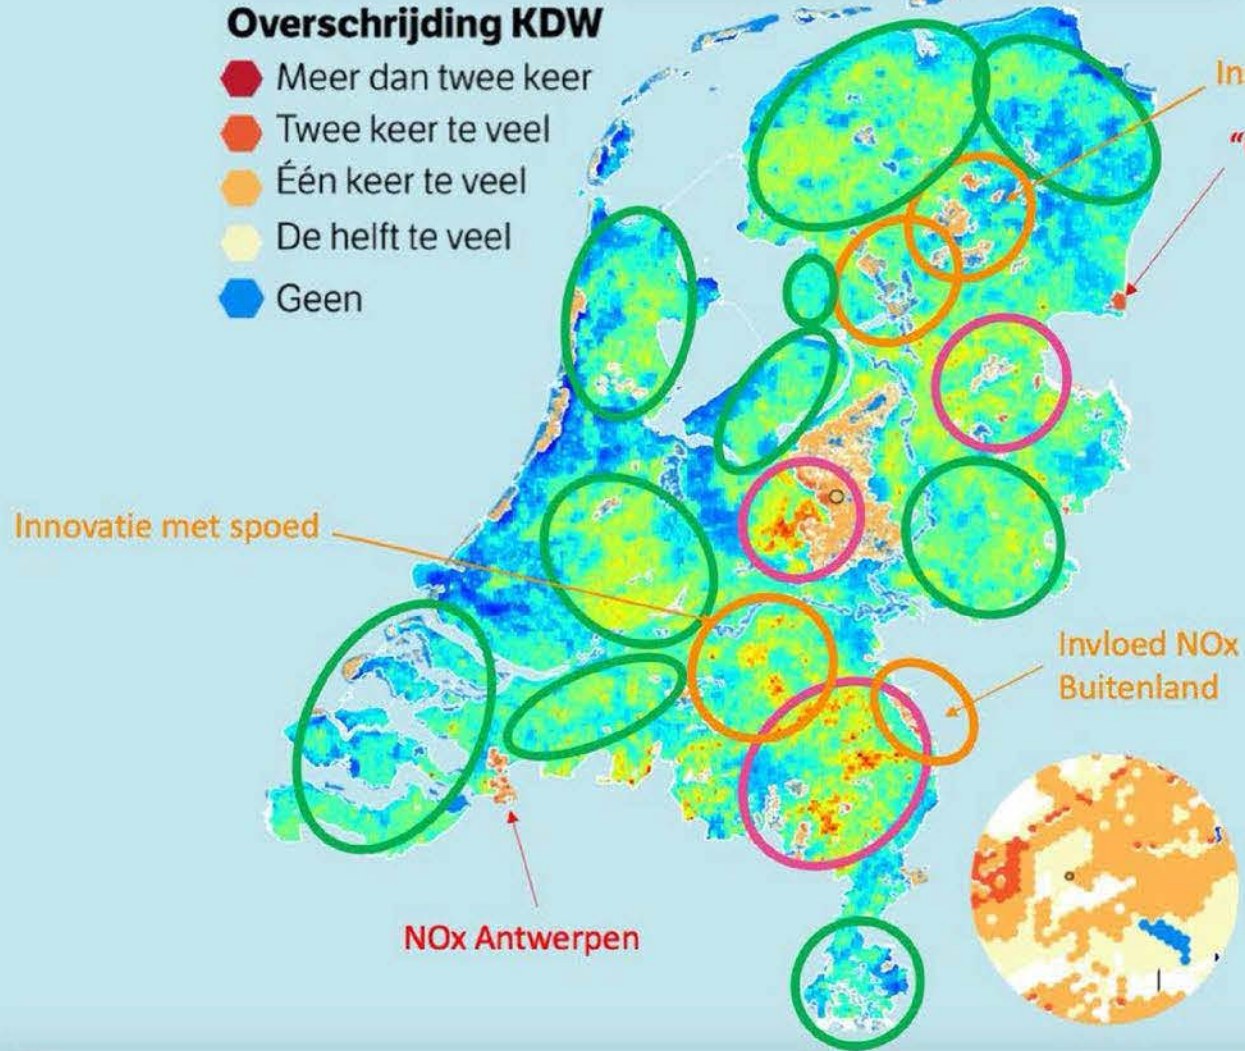 Overschrijding KDW
Meer dan twee keer
Twee keer te veel
Één keer te veel
De helft te veel
Geen
Innovatie met spoed
Invloed NOx
Buitenland
NOx Antwerpen